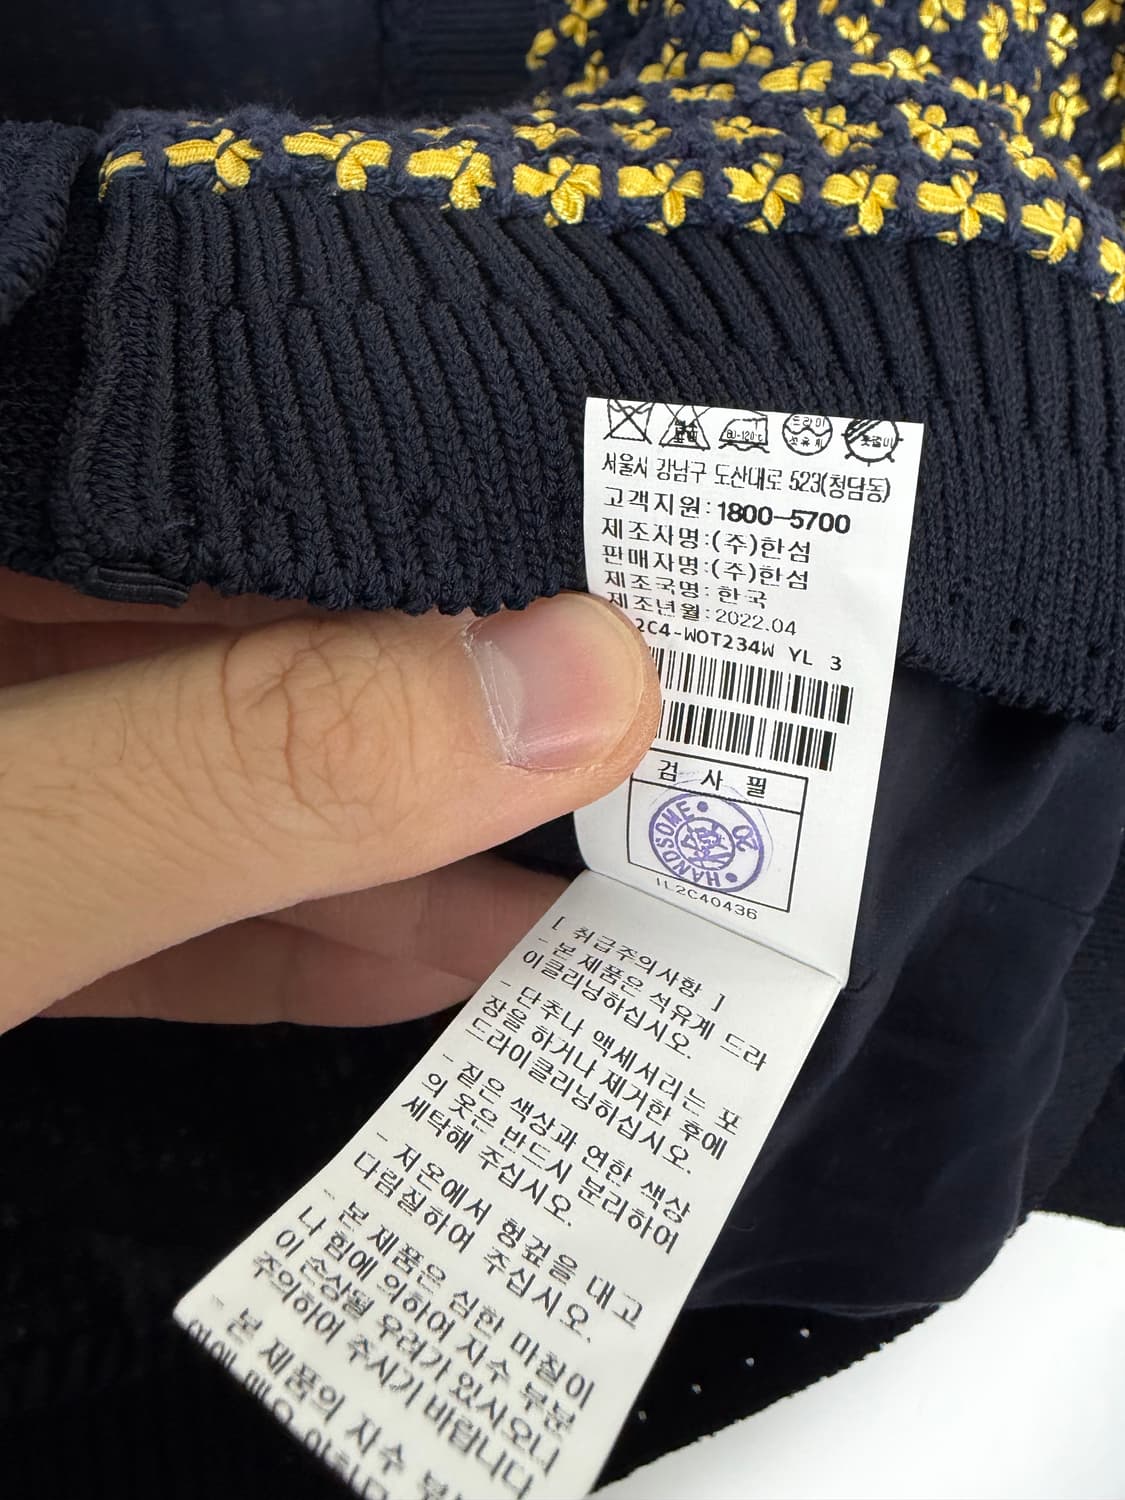 80~120℃
드라이
석유계
서울시 강남구 도산대로 523(청담동)
고객지원:1800-5700
제조자명:(주)한섬
판매자명:(주)한섬
제조국명:한국
제조년월:2022.04
2C4-WOT234W YL 3
검 사 필
HANDSOME 20
1L2C40436
[ 취급주의사항 ]
- 본 제품은 석유계 드라
이클리닝하십시오.
- 단추나 액세서리는 포
장을 하거나 제거한 후에
드라이클리닝하십시오.
- 짙은 색상과 연한 색상
의 옷은 반드시 분리하여
세탁해 주십시오.
- 저온에서 헝겊을 대고
다림질하여 주십시오.
- 본 제품은 심한 마찰이
나 힘에 의하여 자수 부분
이 손상될 우려가 있사오니
주의하여 주시기 바랍니다
- 본 제품의 자수